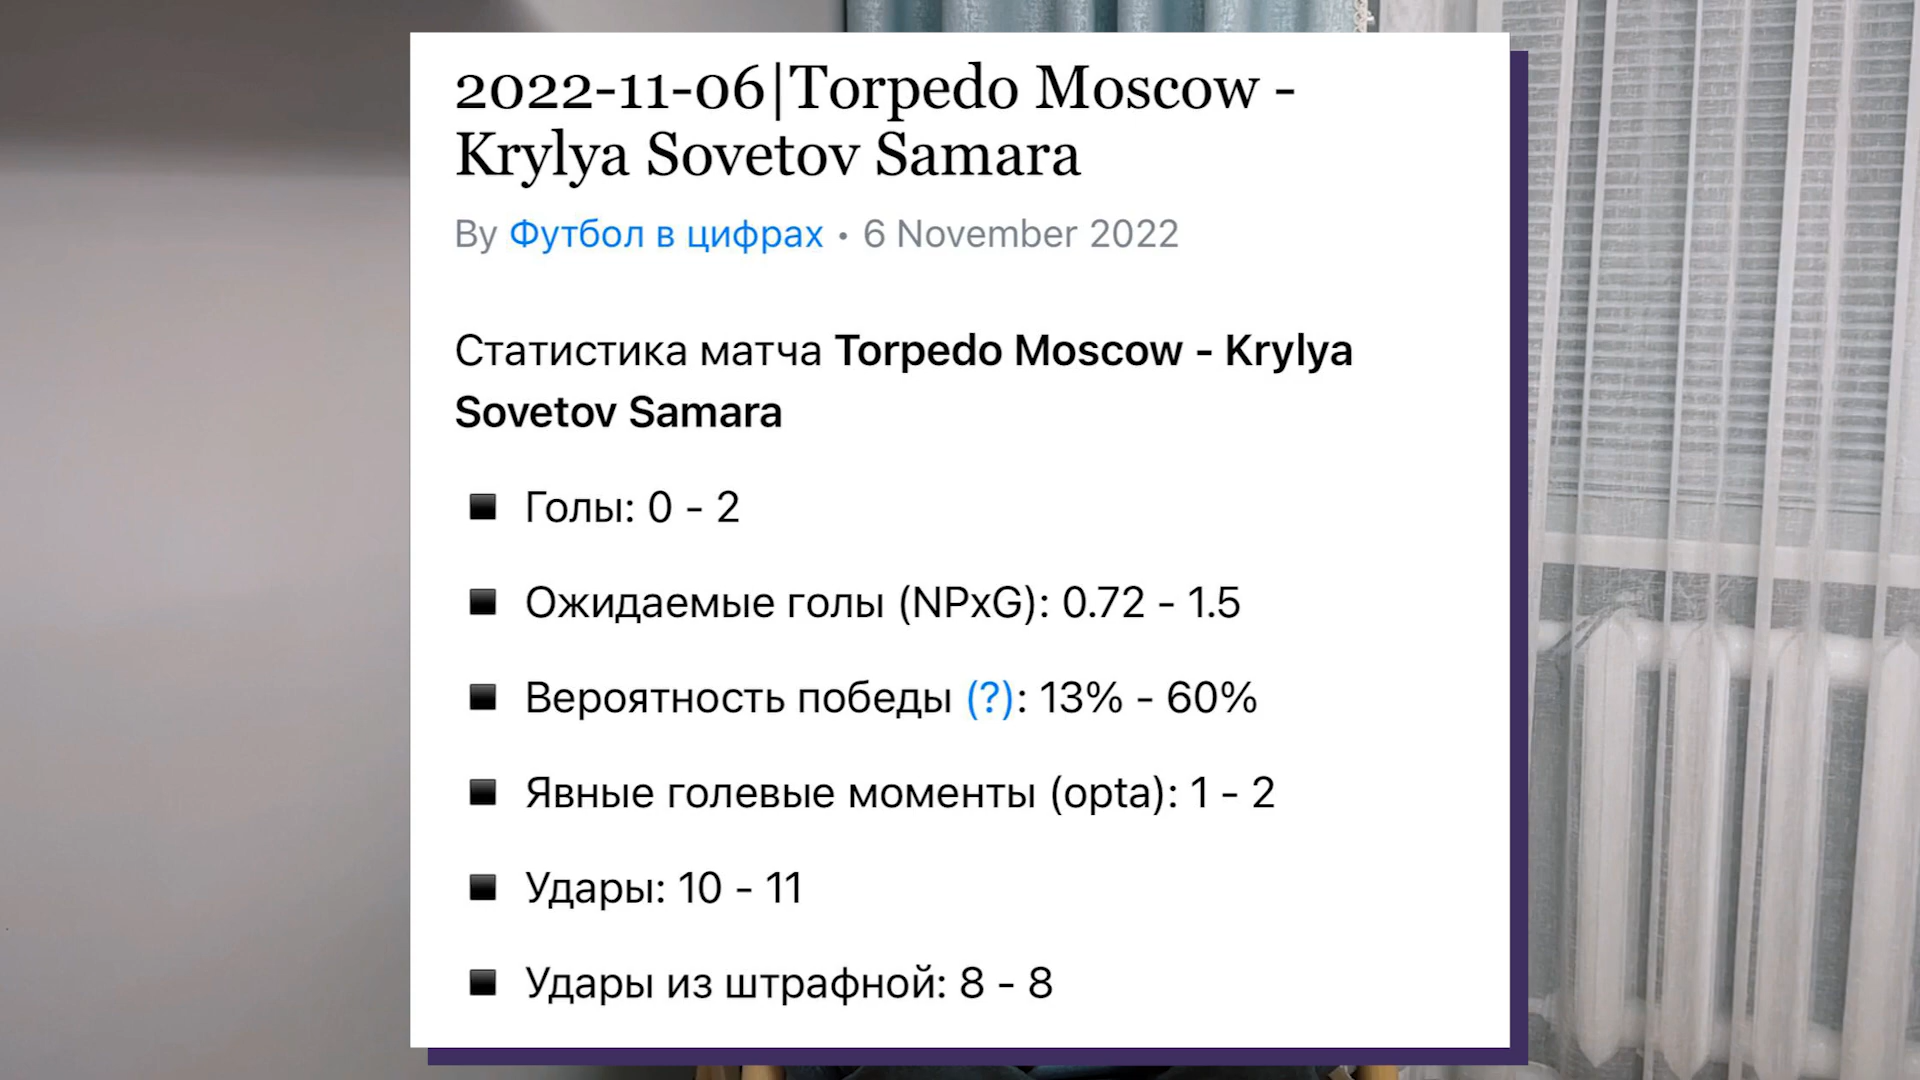 2022-11-06|Torpedo Moscow -
Krylya Sovetov Samara
By Футбол в цифрах • 6 November 2022
Статистика матча Torpedo Moscow - Krylya
Sovetov Samara
Голы: 0 - 2
Ожидаемые голы (NPxG): 0.72 - 1.5
Вероятность победы (?): 13% - 60%
Явные голевые моменты (opta): 1 - 2
Удары: 10 - 11
Удары из штрафной: 8 - 8